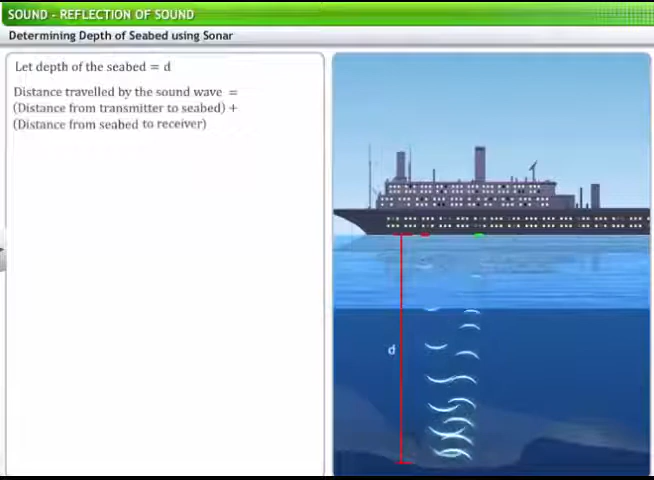 SOUND - REFLECTION OF SOUND
Determining Depth of Seabed using Sonar
Let depth of the seabed = d
Distance travelled by the sound wave =
(Distance from transmitter to seabed) +
(Distance from seabed to receiver)
d